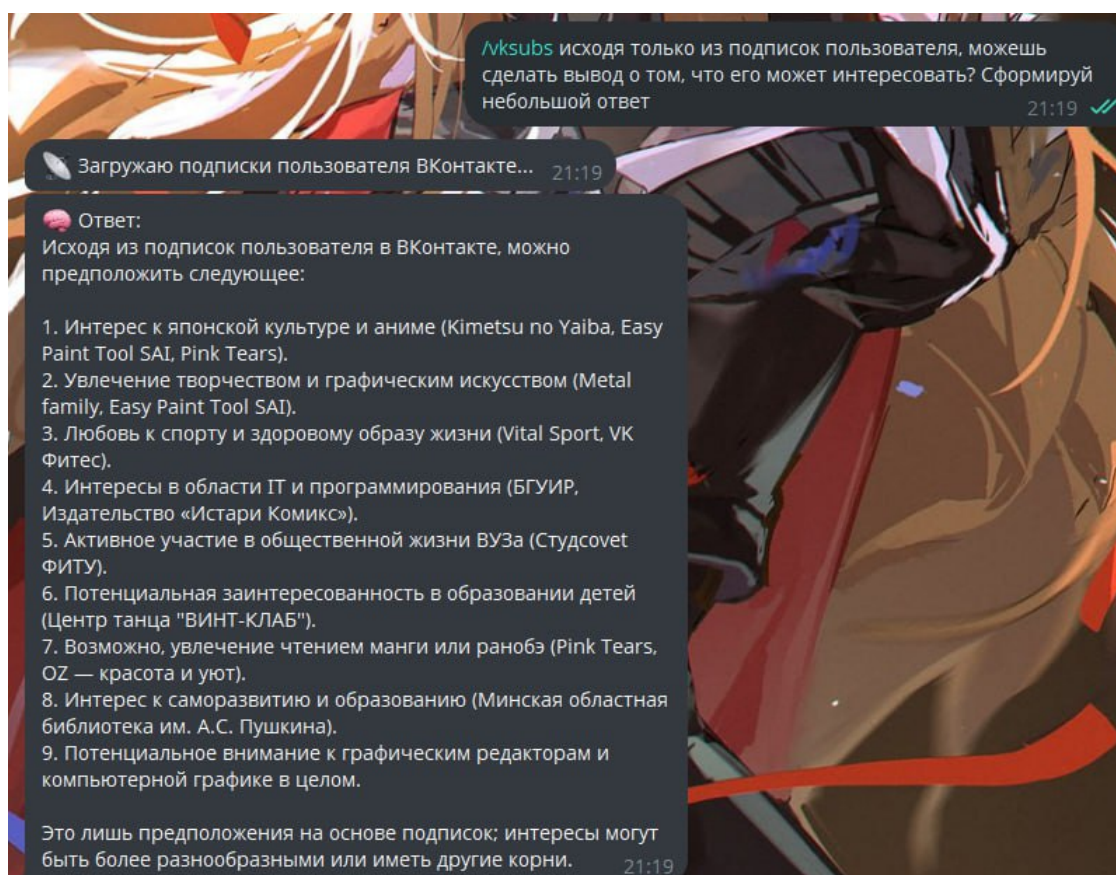 /vksubs исходя только из подписок пользователя, можешь
сделать вывод о том, что его может интересовать? Сформируй
небольшой ответ
21:19
Загружаю подписки пользователя ВКонтакте...
21:19
Ответ:
Исходя из подписок пользователя в ВКонтакте, можно
предположить следующее:
1. Интерес к японской культуре и аниме (Kimetsu no Yaiba, Easy
Paint Tool SAI, Pink Tears).
2. Увлечение творчеством и графическим искусством (Metal
family, Easy Paint Tool SAI).
3. Любовь к спорту и здоровому образу жизни (Vital Sport, VK
Фитес).
4. Интересы в области IT и программирования (БГУИР,
Издательство «Истари Комикс»).
5. Активное участие в общественной жизни ВУЗа (Студcovet
ФИТУ).
6. Потенциальная заинтересованность в образовании детей
(Центр танца "ВИНТ-КЛАБ").
7. Возможно, увлечение чтением манги или ранобэ (Pink Tears,
OZ — красота и уют).
8. Интерес к саморазвитию и образованию (Минская областная
библиотека им. А.С. Пушкина).
9. Потенциальное внимание к графическим редакторам и
компьютерной графике в целом.
Это лишь предположения на основе подписок; интересы могут
быть более разнообразными или иметь другие корни.
21:19